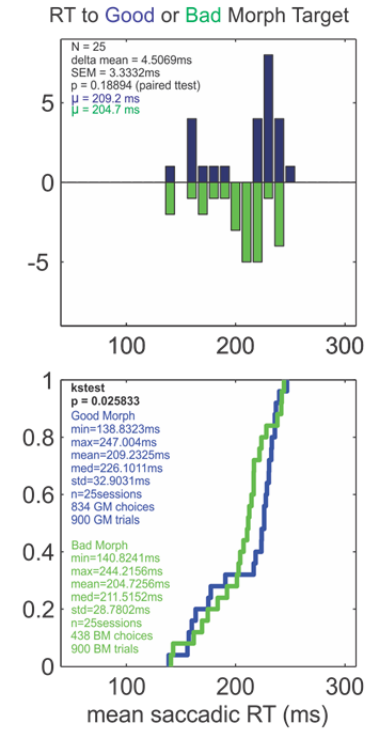 RT to Good or Bad Morph Target
N = 25
delta mean = 4.5069ms
SEM = 3.3332ms
p = 0.18894 (paired ttest)
μ = 209.2 ms
μ = 204.7 ms
5
0
-5
100 200 300
1
kstest
p = 0.025833
Good Morph
min=138.8323ms
max=247.004ms
mean=209.2325ms
med=226.1011ms
std=32.9031ms
n=25sessions
834 GM choices
900 GM trials
Bad Morph
min=140.8241ms
max=244.2156ms
mean=204.7256ms
med=211.5152ms
std=28.7802ms
n=25sessions
438 BM choices
900 BM trials
0.8
0.6
0.4
0.2
0
100 200 300
mean saccadic RT (ms)